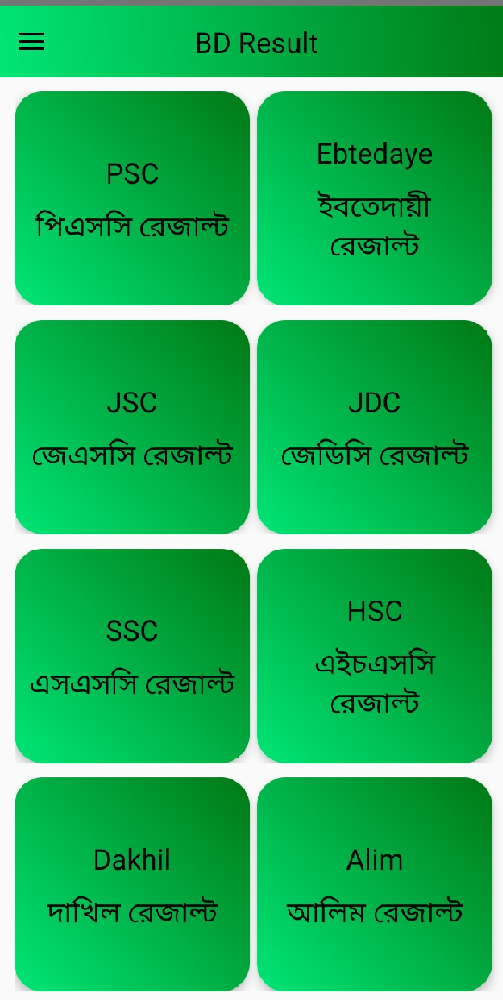 BD Result
PSC
পিএসসি রেজাল্ট
Ebtedaye
ইবতেদায়ী
রেজাল্ট
JSC
জেএসসি রেজাল্ট
JDC
জেডিসি রেজাল্ট
SSC
এসএসসি রেজাল্ট
HSC
এইচএসসি
রেজাল্ট
Dakhil
দাখিল রেজাল্ট
Alim
আলিম রেজাল্ট